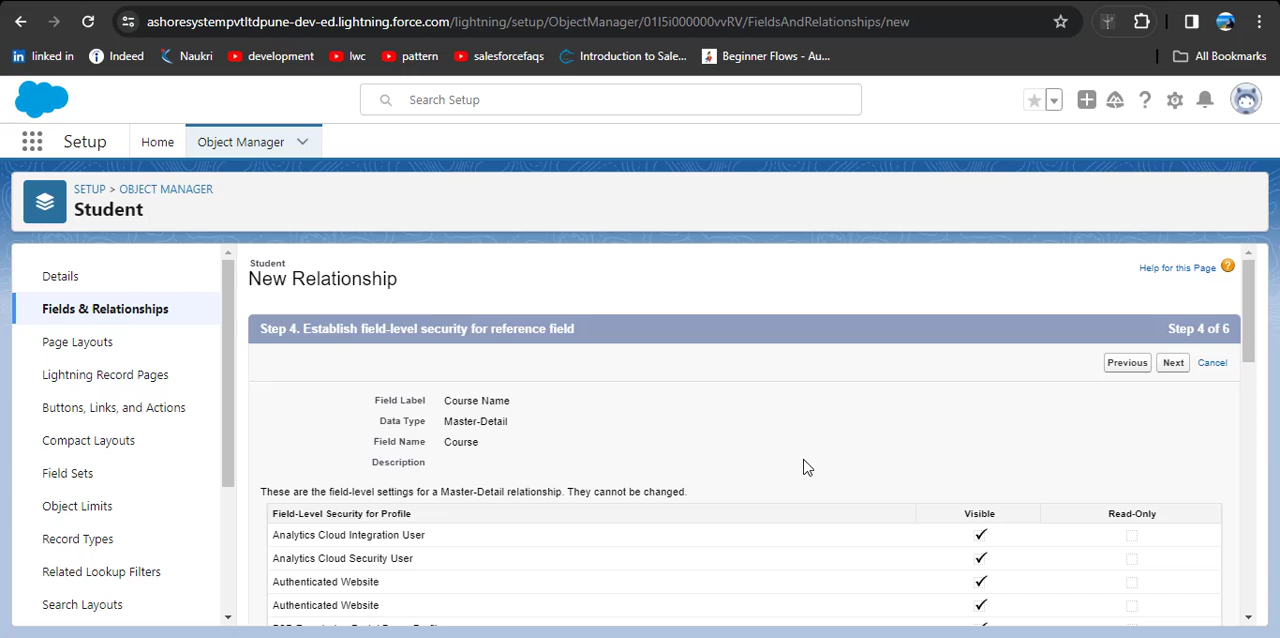 ashoresystempvtltdpune-dev-ed.lightning.force.com/lightning/setup/ObjectManager/01I5i000000vvRV/FieldsAndRelationships/new
linked in Indeed Naukri development lwc pattern salesforcefaqs Introduction to Sale... Beginner Flows - Au... All Bookmarks
Search Setup
Setup Home Object Manager
SETUP > OBJECT MANAGER
Student
Details
Fields & Relationships
Page Layouts
Lightning Record Pages
Buttons, Links, and Actions
Compact Layouts
Field Sets
Object Limits
Record Types
Related Lookup Filters
Search Layouts
Student
New Relationship
Help for this Page
Step 4. Establish field-level security for reference field Step 4 of 6
Previous Next Cancel
Field Label Course Name
Data Type Master-Detail
Field Name Course
Description
These are the field-level settings for a Master-Detail relationship. They cannot be changed.
Field-Level Security for Profile Visible Read-Only
Analytics Cloud Integration User
Analytics Cloud Security User
Authenticated Website
Authenticated Website